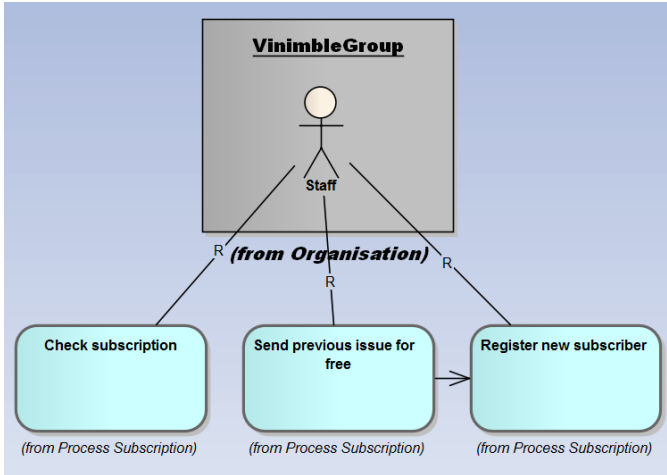 VinimbleGroup
Staff
R
(from Organisation)
R
R
Check subscription
Send previous issue for
free
Register new subscriber
(from Process Subscription)
(from Process Subscription)
(from Process Subscription)